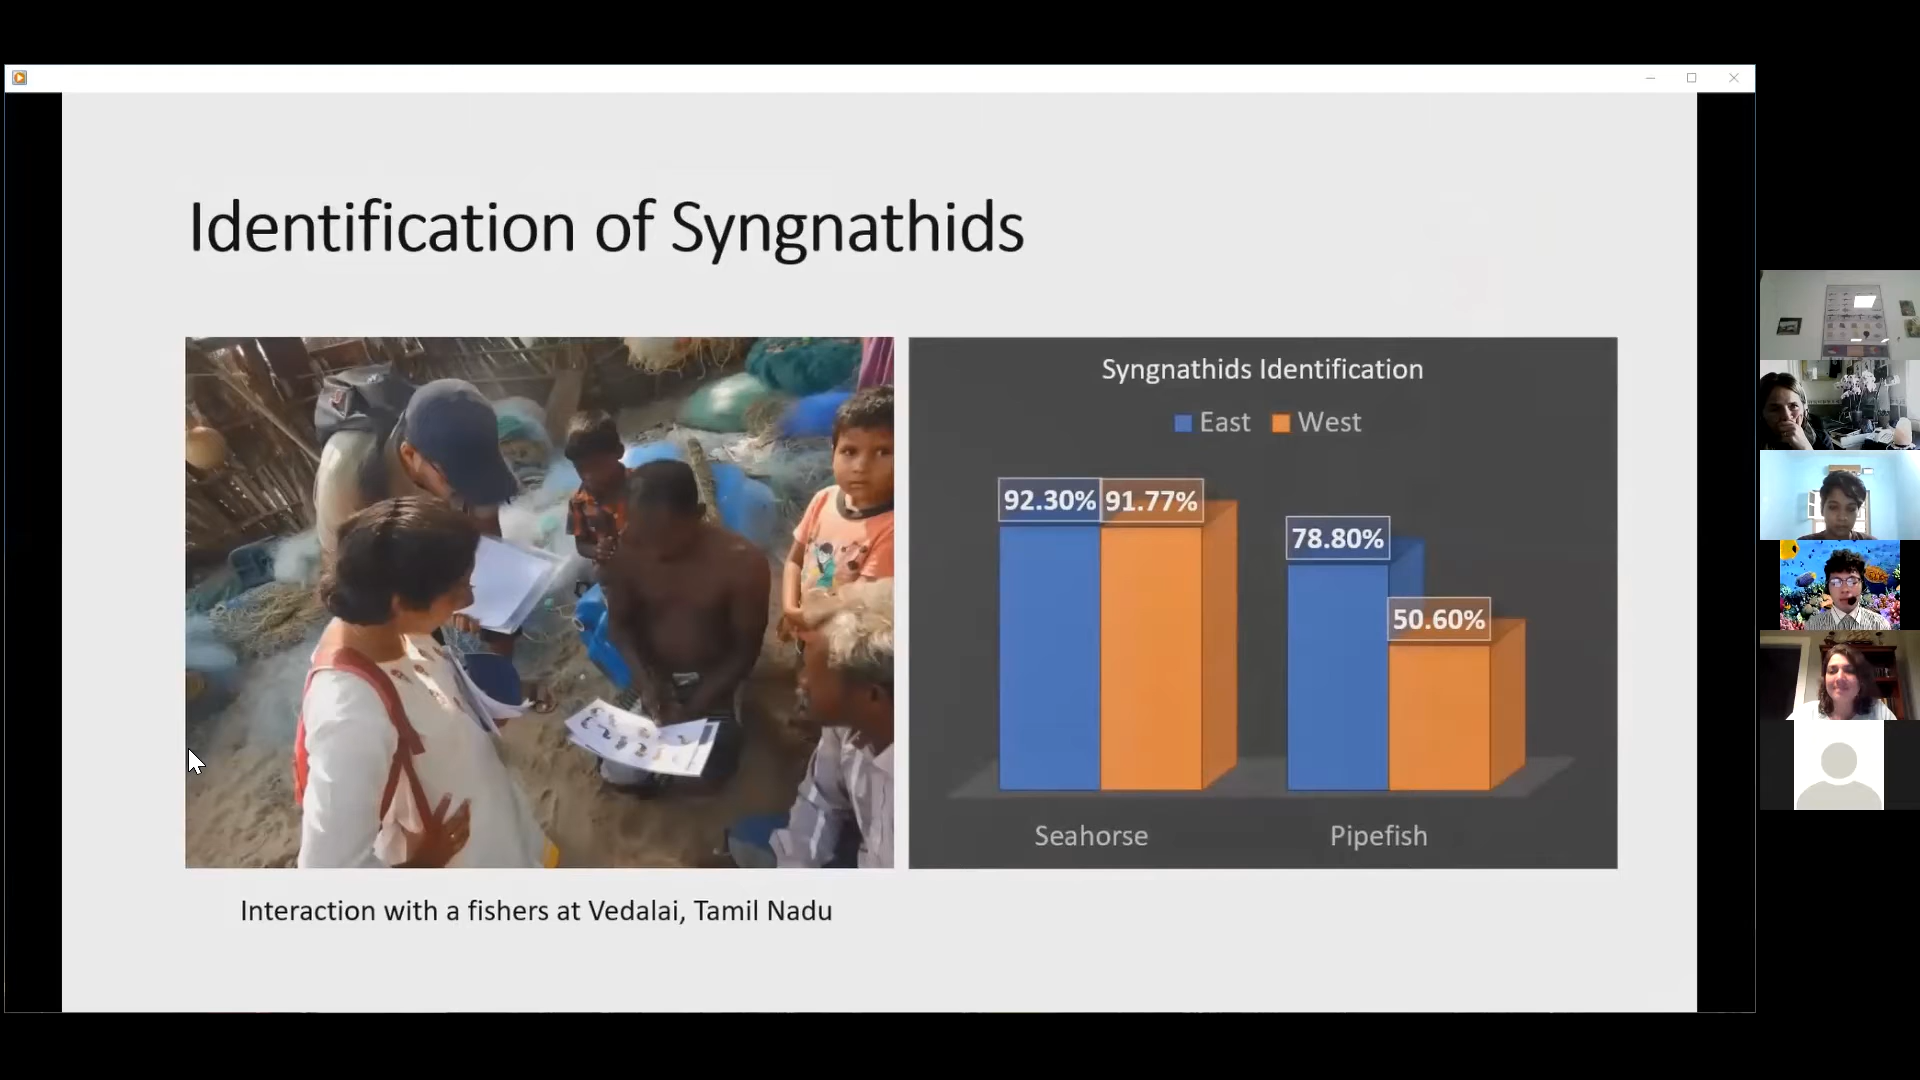 Identification of Syngnathids
Syngnathids Identification
East West
92.30% 91.77%
78.80%
50.60%
Seahorse Pipefish
Interaction with a fishers at Vedalai, Tamil Nadu